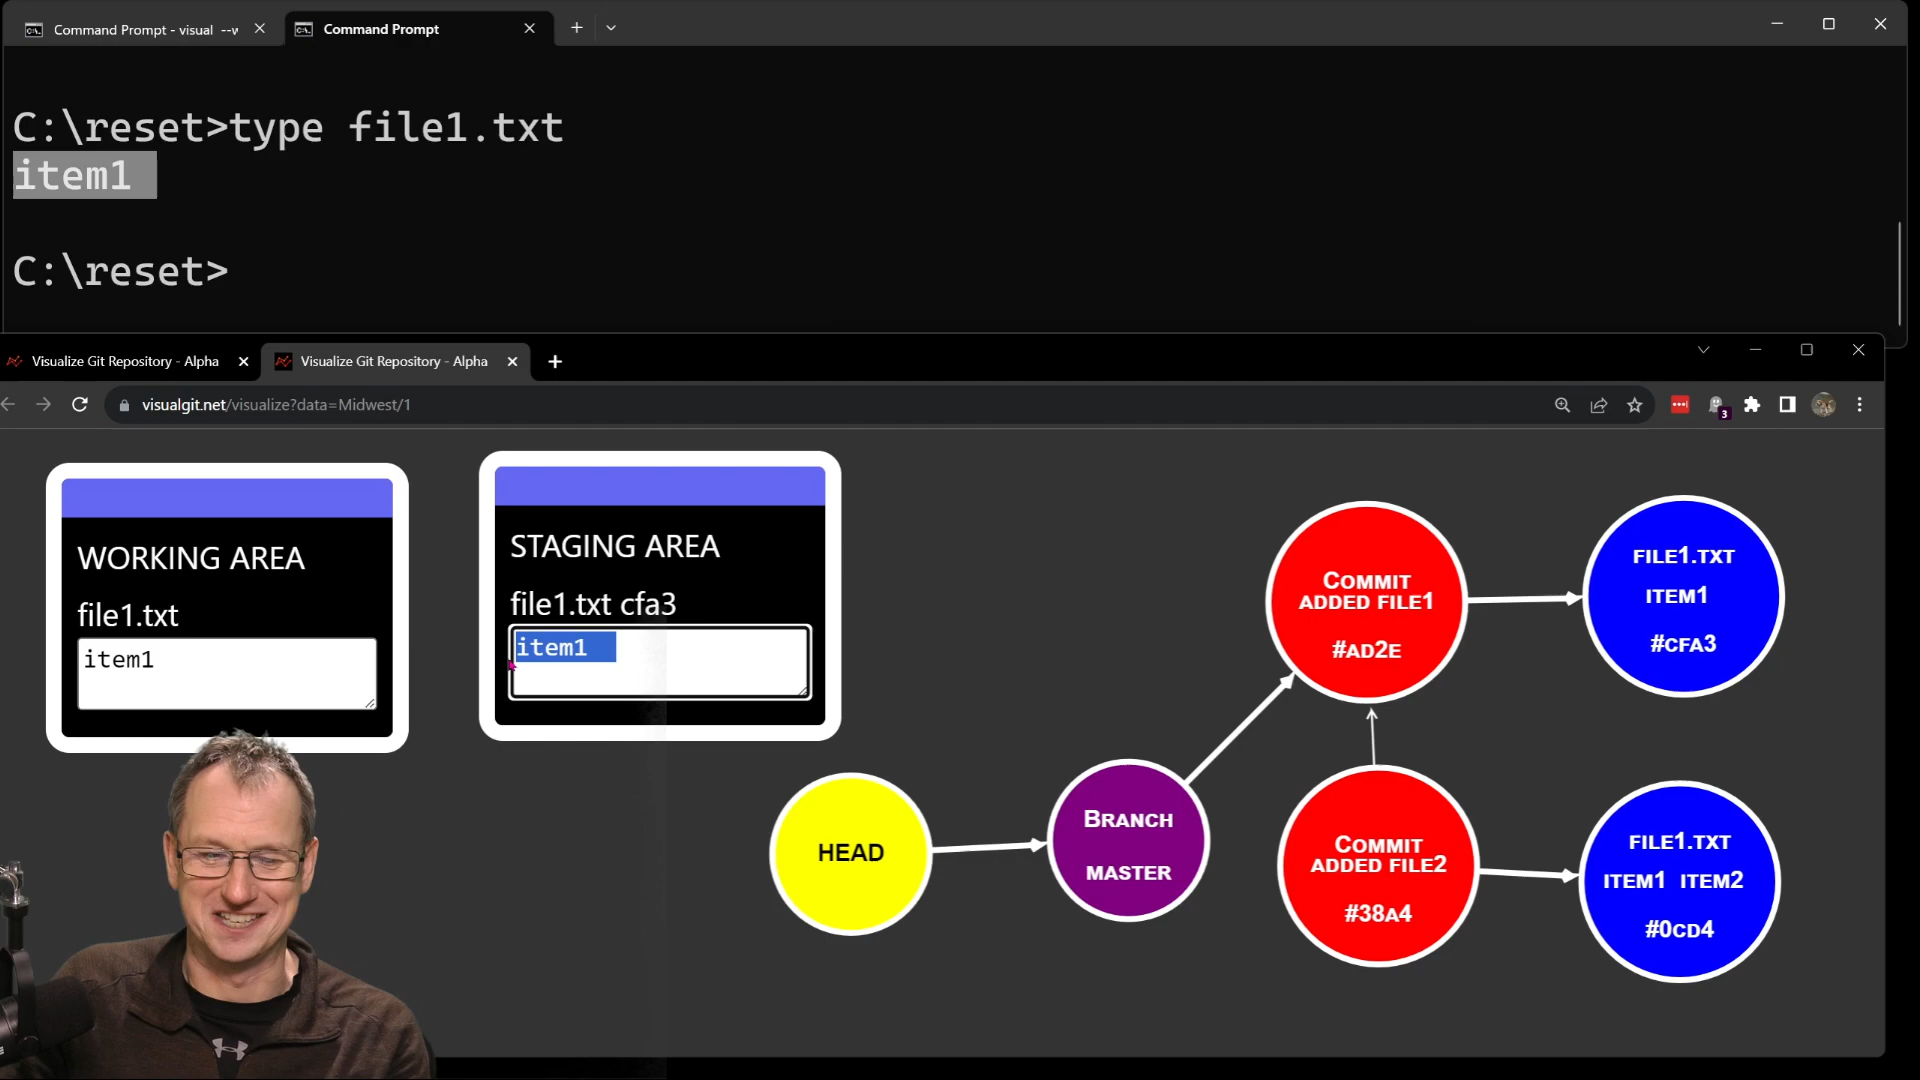 Command Prompt - visual --w
Command Prompt
C:\reset>type file1.txt
item1
C:\reset>
Visualize Git Repository - Alpha
Visualize Git Repository - Alpha
visualgit.net/visualize?data=Midwest/1
3
WORKING AREA
file1.txt
item1
STAGING AREA
file1.txt cfa3
item1
HEAD
BRANCH
MASTER
COMMIT
ADDED FILE1
#AD2E
FILE1.TXT
ITEM1
#CFA3
COMMIT
ADDED FILE2
#38A4
FILE1.TXT
ITEM1 ITEM2
#0CD4